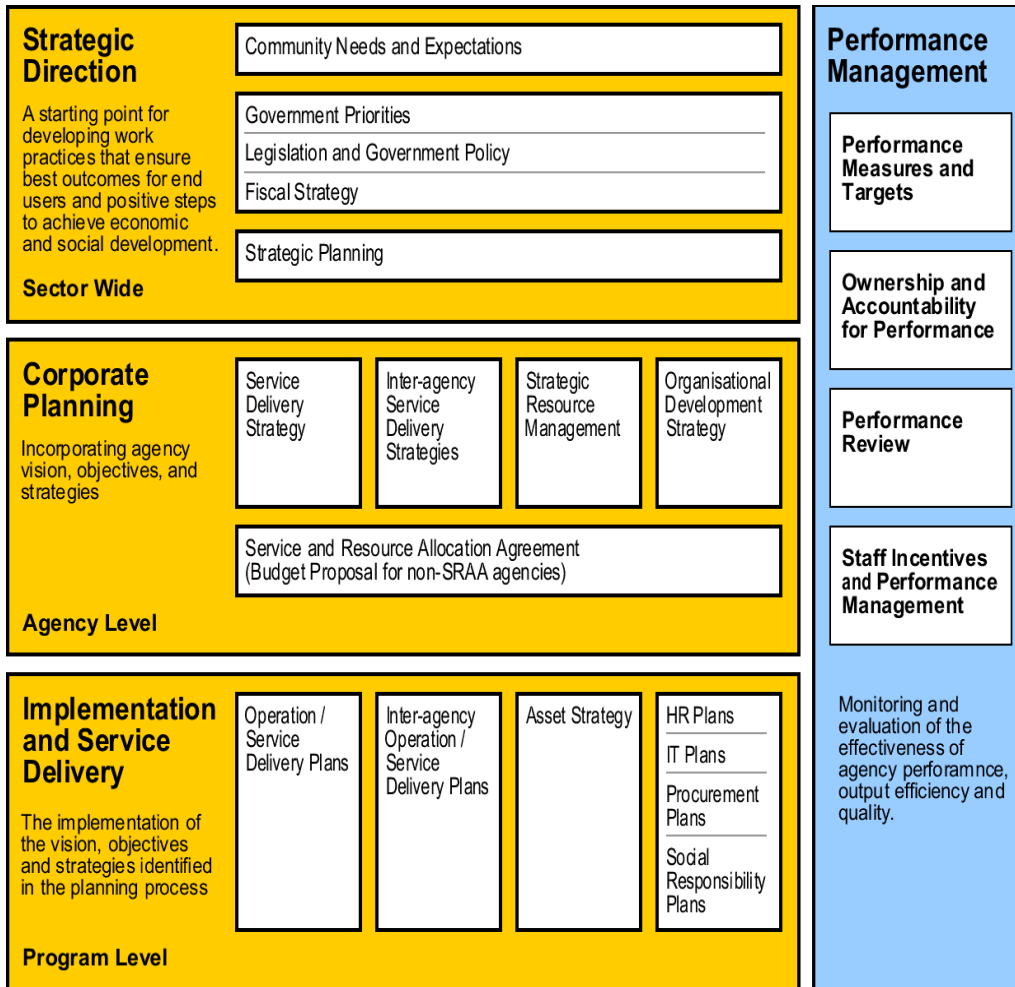 Strategic
Direction
A starting point for
developing work
practices that ensure
best outcomes for end
users and positive steps
to achieve economic
and social development.
Sector Wide
Community Needs and Expectations
Government Priorities
Legislation and Government Policy
Fiscal Strategy
Strategic Planning
Corporate
Planning
Incorporating agency
vision, objectives, and
strategies
Agency Level
Service
Delivery
Strategy
Inter-agency
Service
Delivery
Strategies
Strategic
Resource
Management
Organisational
Development
Strategy
Service and Resource Allocation Agreement
(Budget Proposal for non-SRAA agencies)
Implementation
and Service
Delivery
The implementation of
the vision, objectives
and strategies identified
in the planning process
Program Level
Operation /
Service
Delivery Plans
Inter-agency
Operation /
Service
Delivery Plans
Asset Strategy
HR Plans
IT Plans
Procurement
Plans
Social
Responsibility
Plans
Performance
Management
Performance
Measures and
Targets
Ownership and
Accountability
for Performance
Performance
Review
Staff Incentives
and Performance
Management
Monitoring and
evaluation of the
effectiveness of
agency perforamnce,
output efficiency and
quality.